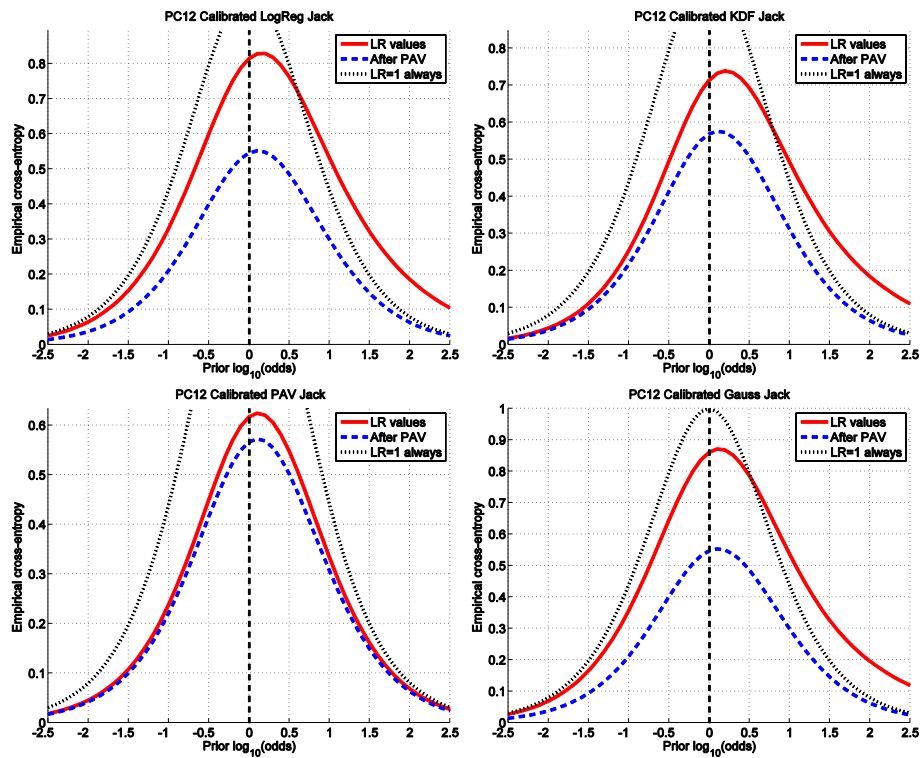 PC12 Calibrated LogReg Jack
LR values
After PAV
LR=1 always
Empirical cross-entropy
0.8
0.7
0.6
0.5
0.4
0.3
0.2
0.1
0
-2.5 -2 -1.5 -1 -0.5 0 0.5 1 1.5 2 2.5
Prior log10(odds)
PC12 Calibrated KDF Jack
LR values
After PAV
LR=1 always
Empirical cross-entropy
0.8
0.7
0.6
0.5
0.4
0.3
0.2
0.1
0
-2.5 -2 -1.5 -1 -0.5 0 0.5 1 1.5 2 2.5
Prior log10(odds)
PC12 Calibrated PAV Jack
LR values
After PAV
LR=1 always
Empirical cross-entropy
0.6
0.5
0.4
0.3
0.2
0.1
0
-2.5 -2 -1.5 -1 -0.5 0 0.5 1 1.5 2 2.5
Prior log10(odds)
PC12 Calibrated Gauss Jack
LR values
After PAV
LR=1 always
Empirical cross-entropy
1
0.9
0.8
0.7
0.6
0.5
0.4
0.3
0.2
0.1
0
-2.5 -2 -1.5 -1 -0.5 0 0.5 1 1.5 2 2.5
Prior log10(odds)